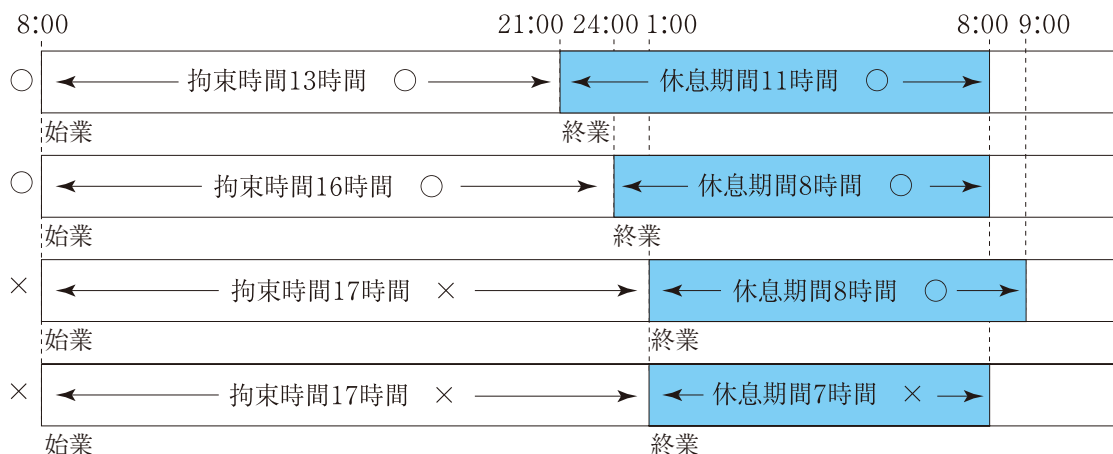 8:00 21:00 24:00 1:00 8:00 9:00
○ 拘束時間13時間 ○ 休息期間11時間 ○
始業 終業
○ 拘束時間16時間 ○ 休息期間8時間 ○
始業 終業
× 拘束時間17時間 × 休息期間8時間 ○
始業 終業
× 拘束時間17時間 × 休息期間7時間 ×
始業 終業